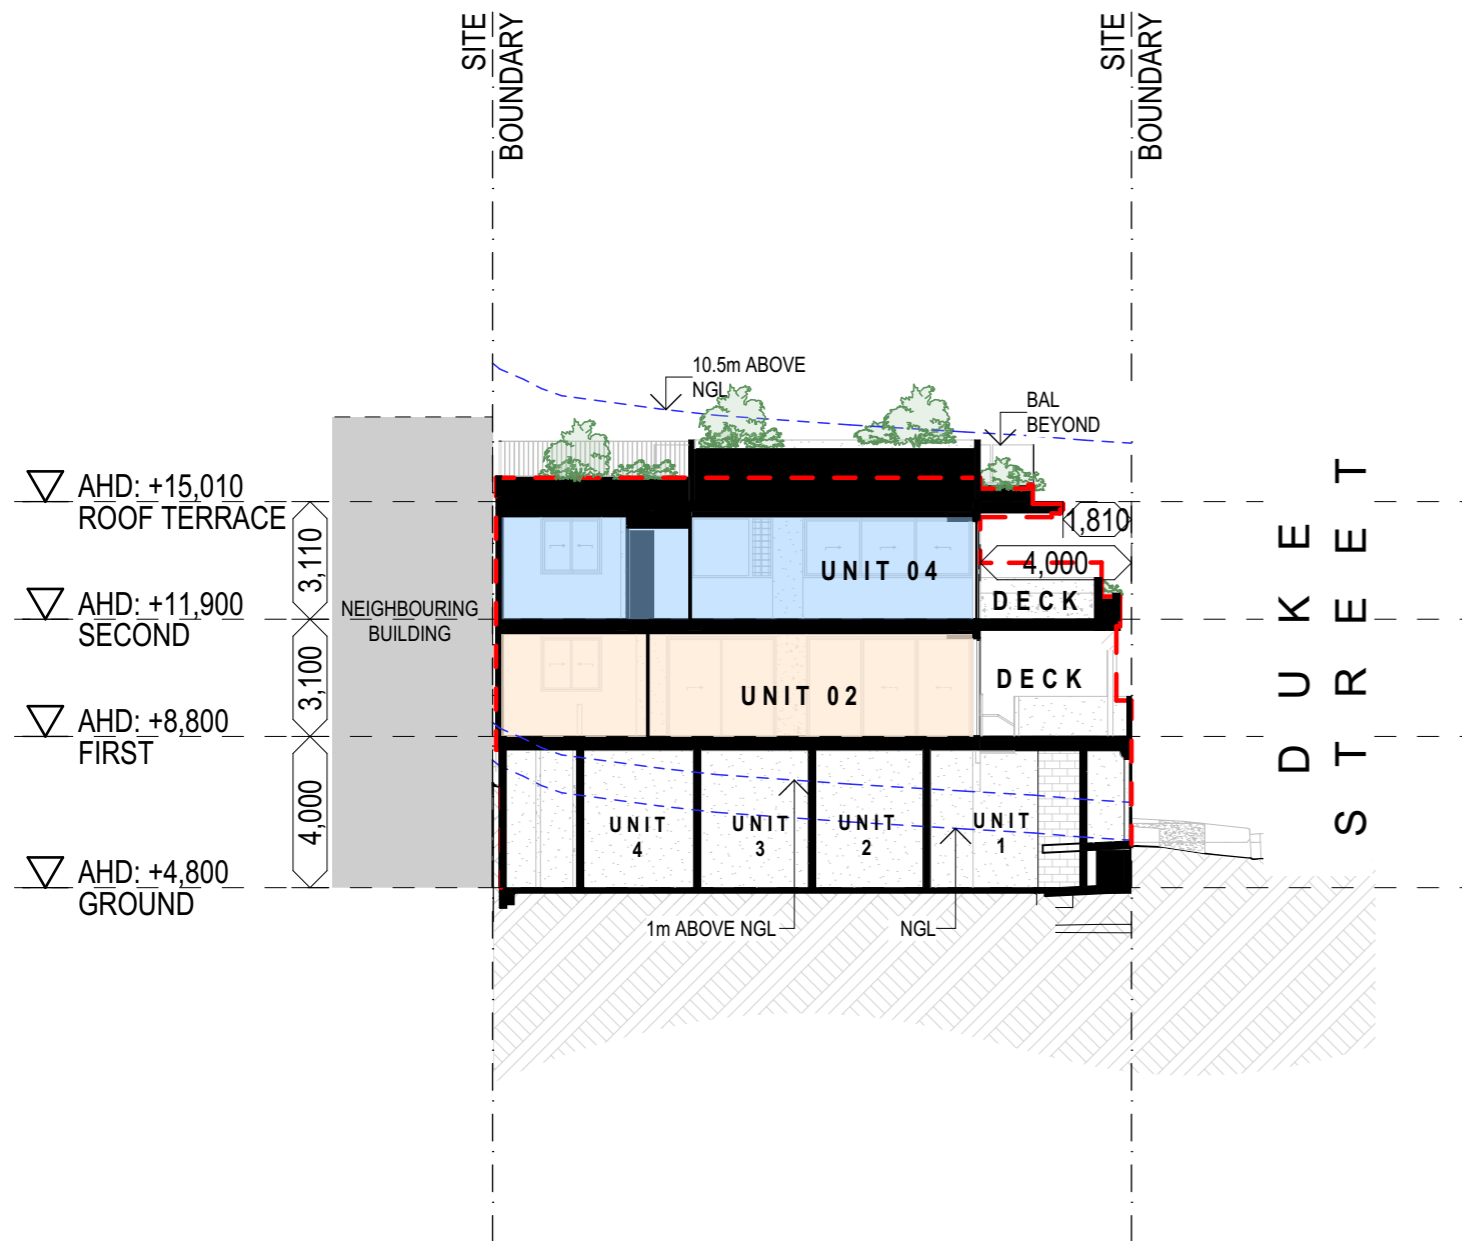 SITE
BOUNDARY
SITE
BOUNDARY
10.5m ABOVE
NGL
BAL
BEYOND
AHD: +15,010
ROOF TERRACE
1,810
3,110
4,000
UNIT 04
DECK
AHD: +11,900
SECOND
NEIGHBOURING
BUILDING
3,100
UNIT 02
DECK
AHD: +8,800
FIRST
4,000
UNIT
4
UNIT
3
UNIT
2
UNIT
1
AHD: +4,800
GROUND
1m ABOVE NGL
NGL
DUKE
STREET